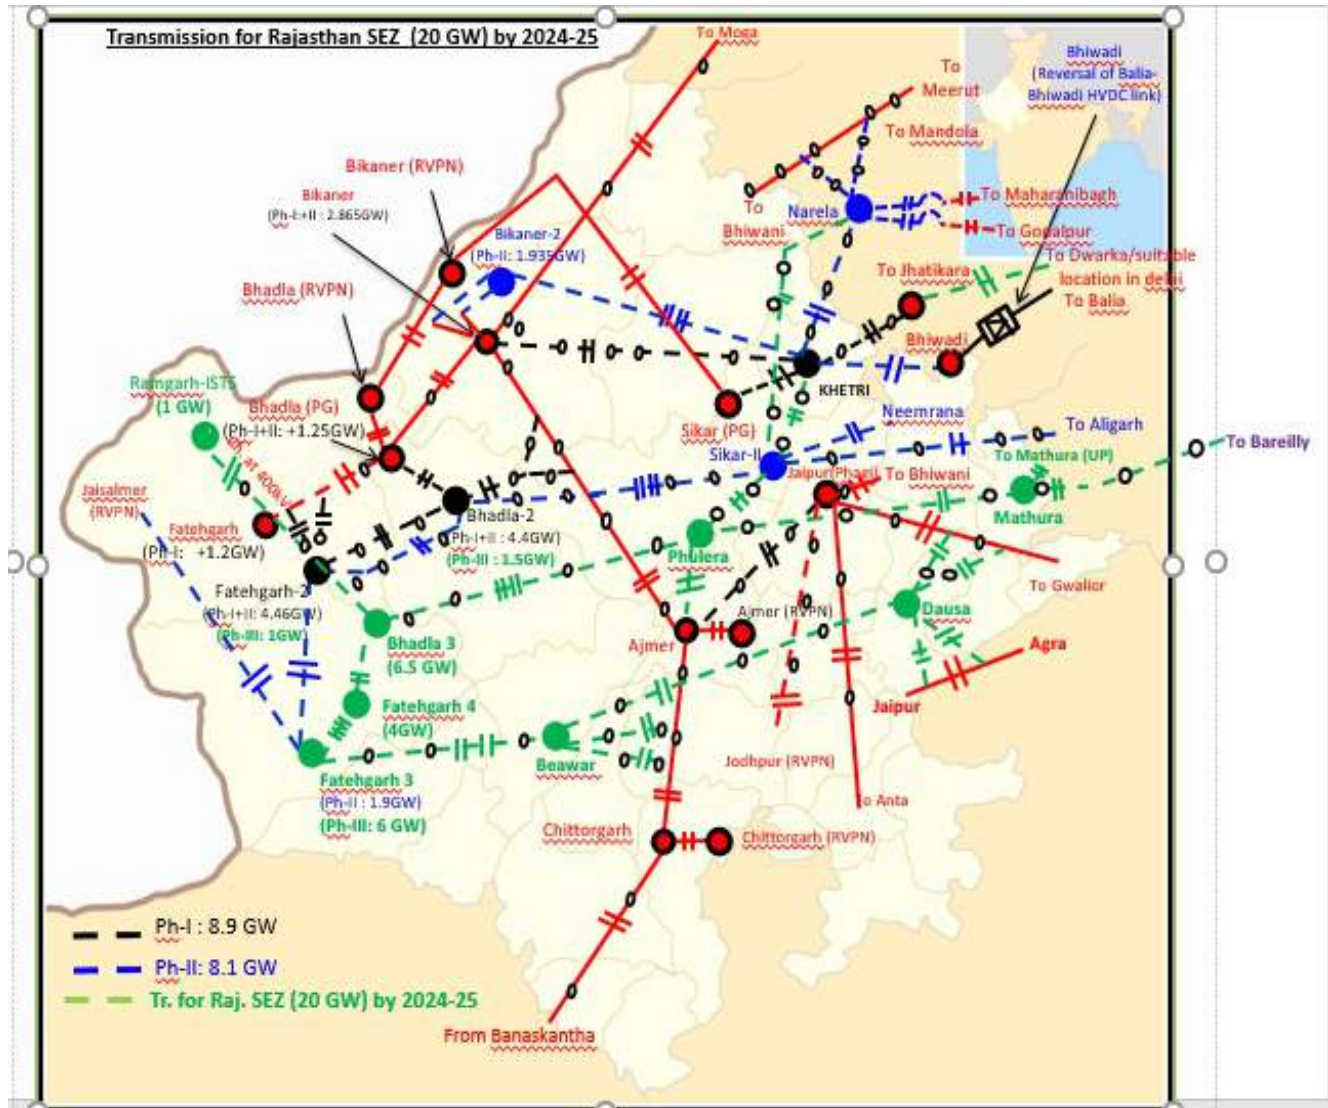 Transmission for Rajasthan SEZ (20 GW) by 2024-25
To Moga
Bhiwadi
(Reversal of Balia-
Bhiwadi HVDC link)
To
Meerut
To Mandola
Bikaner (RVPN)
Bikaner
(Ph-I:+II : 2.865GW)
To Maharanibagh
To
Bhiwani
Narela
To Gopalpur
Bikaner-2
(Ph-II: 1.935GW)
To Dwarka/suitable
location in delhi
To Jhatikara
Bhadla (RVPN)
To Balia
Bhiwadi
Ramgarh-ISTS
(1 GW)
KHETRI
Bhadla (PG)
(Ph-I+II: +1.25GW)
Sikar (PG)
Neemrana
To Aligarh
To Bareilly
at 400kV
Sikar-II
To Mathura (UP)
Jaipur(Phagi)
To Bhiwani
Jaisalmer
(RVPN)
Bhadla-2
(Ph-I+II : 4.4GW)
(Ph-III : 3.5GW)
Mathura
Fatehgarh
(Ph-I: +1.2GW)
Phulera
To Gwalior
Fatehgarh-2
(Ph-I+II: 4.46GW)
(Ph-III: 1GW)
Ajmer (RVPN)
Dausa
Bhadla 3
(6.5 GW)
Ajmer
Agra
Fatehgarh 4
(4GW)
Jaipur
Beawar
Jodhpur (RVPN)
Fatehgarh 3
(Ph-II : 1.9GW)
(Ph-III: 6 GW)
To Anta
Chittorgarh
Chittorgarh (RVPN)
Ph-I : 8.9 GW
Ph-II: 8.1 GW
Tr. for Raj. SEZ (20 GW) by 2024-25
From Banaskantha